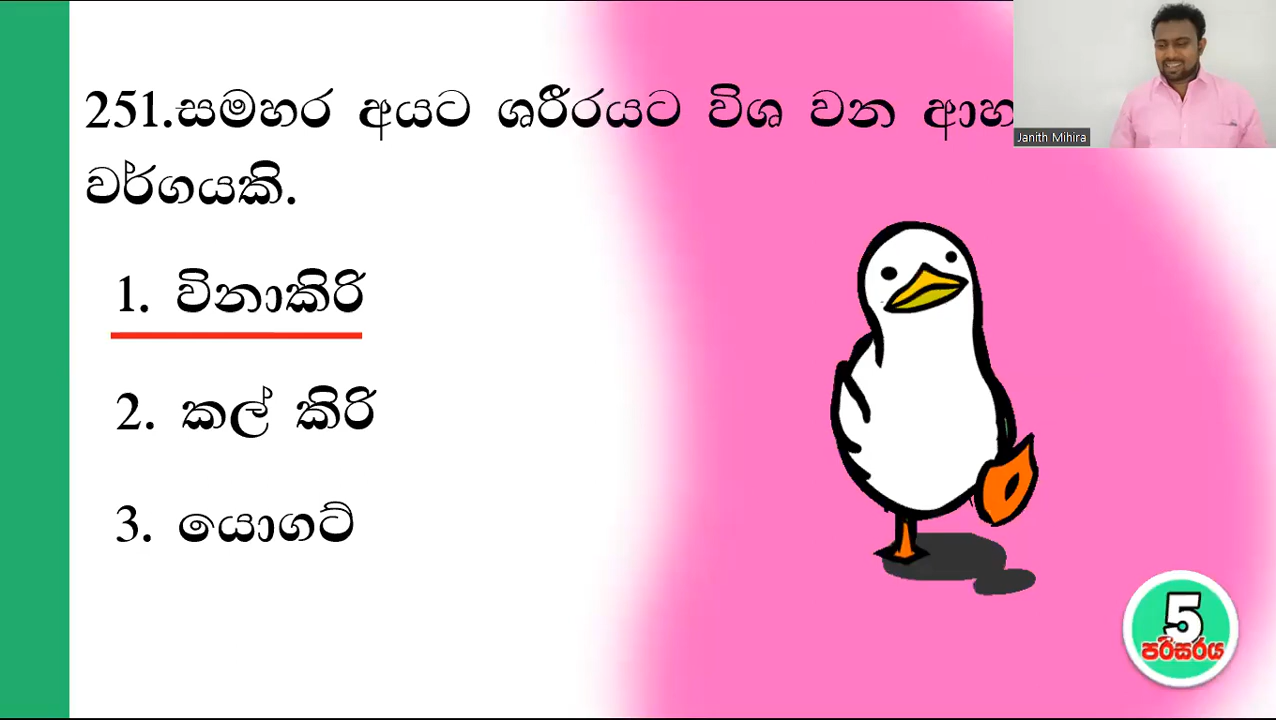 251.සමහර අයට ශරීරයට විශ වන ආහ
වර්ගයකි.
1. විනාකිරි
2. කල් කිරි
3. යොගට්
Janith Mihira
5
පරිසරය